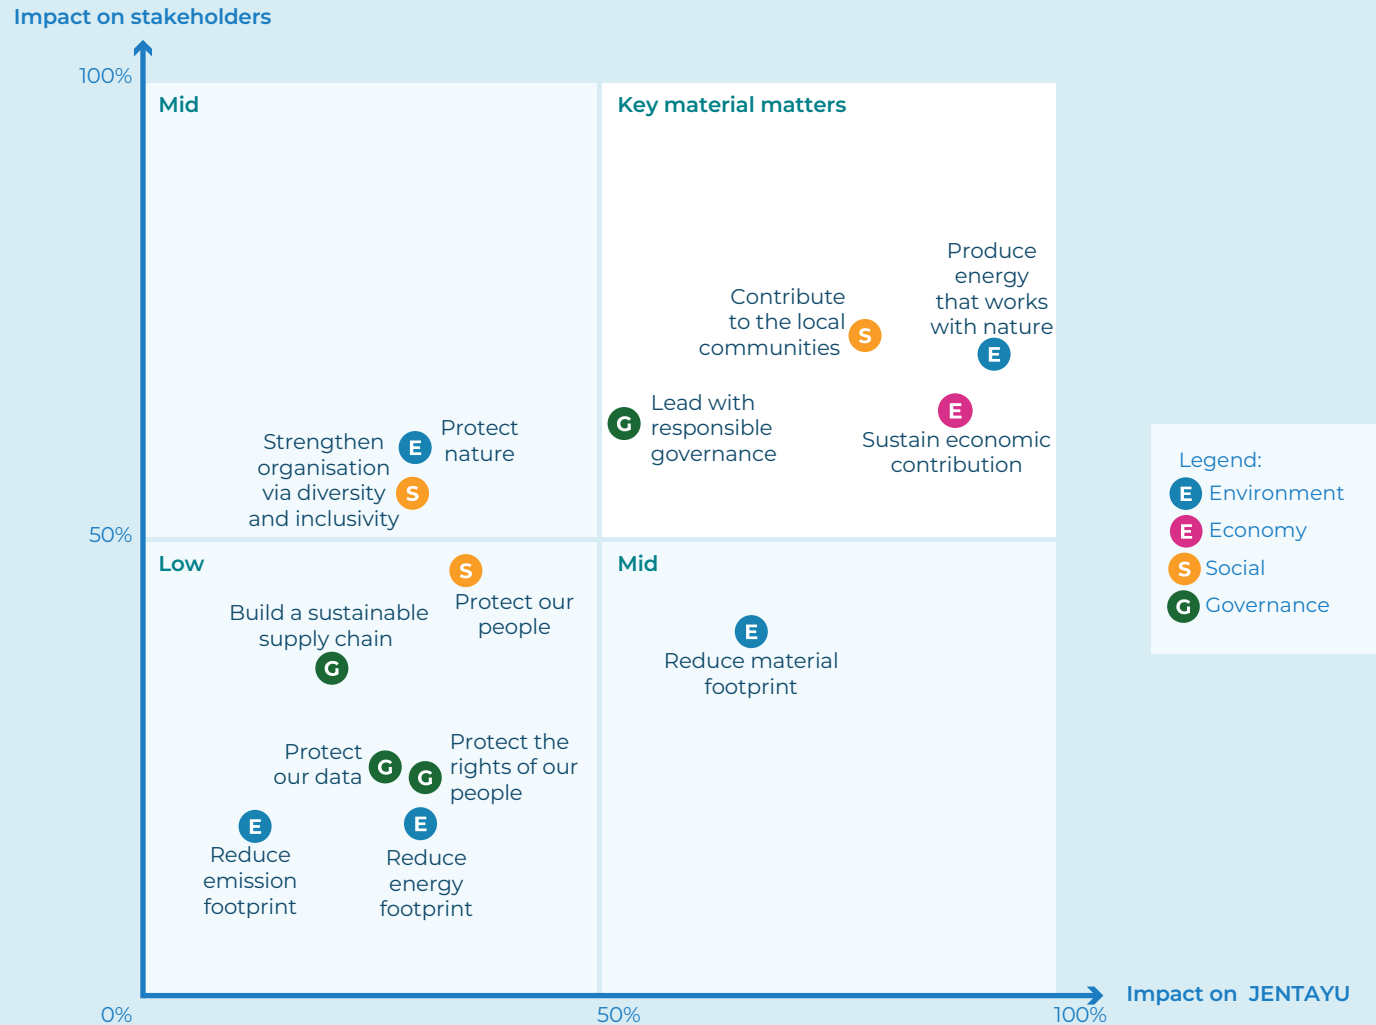 Impact on stakeholders
100%
Mid
Key material matters
Produce
energy
that works
with nature
E
Contribute
to the local
communities
S
E
Sustain economic
contribution
G
Lead with
responsible
governance
Protect
nature
E
Strengthen
organisation
via diversity
and inclusivity
S
Legend:
E Environment
E Economy
S Social
G Governance
50%
Low
Mid
S
Protect our
people
Build a sustainable
supply chain
G
E
Reduce material
footprint
Protect
our data
G
G
Protect the
rights of our
people
E
Reduce
emission
footprint
E
Reduce
energy
footprint
Impact on JENTAYU
0%
50%
100%